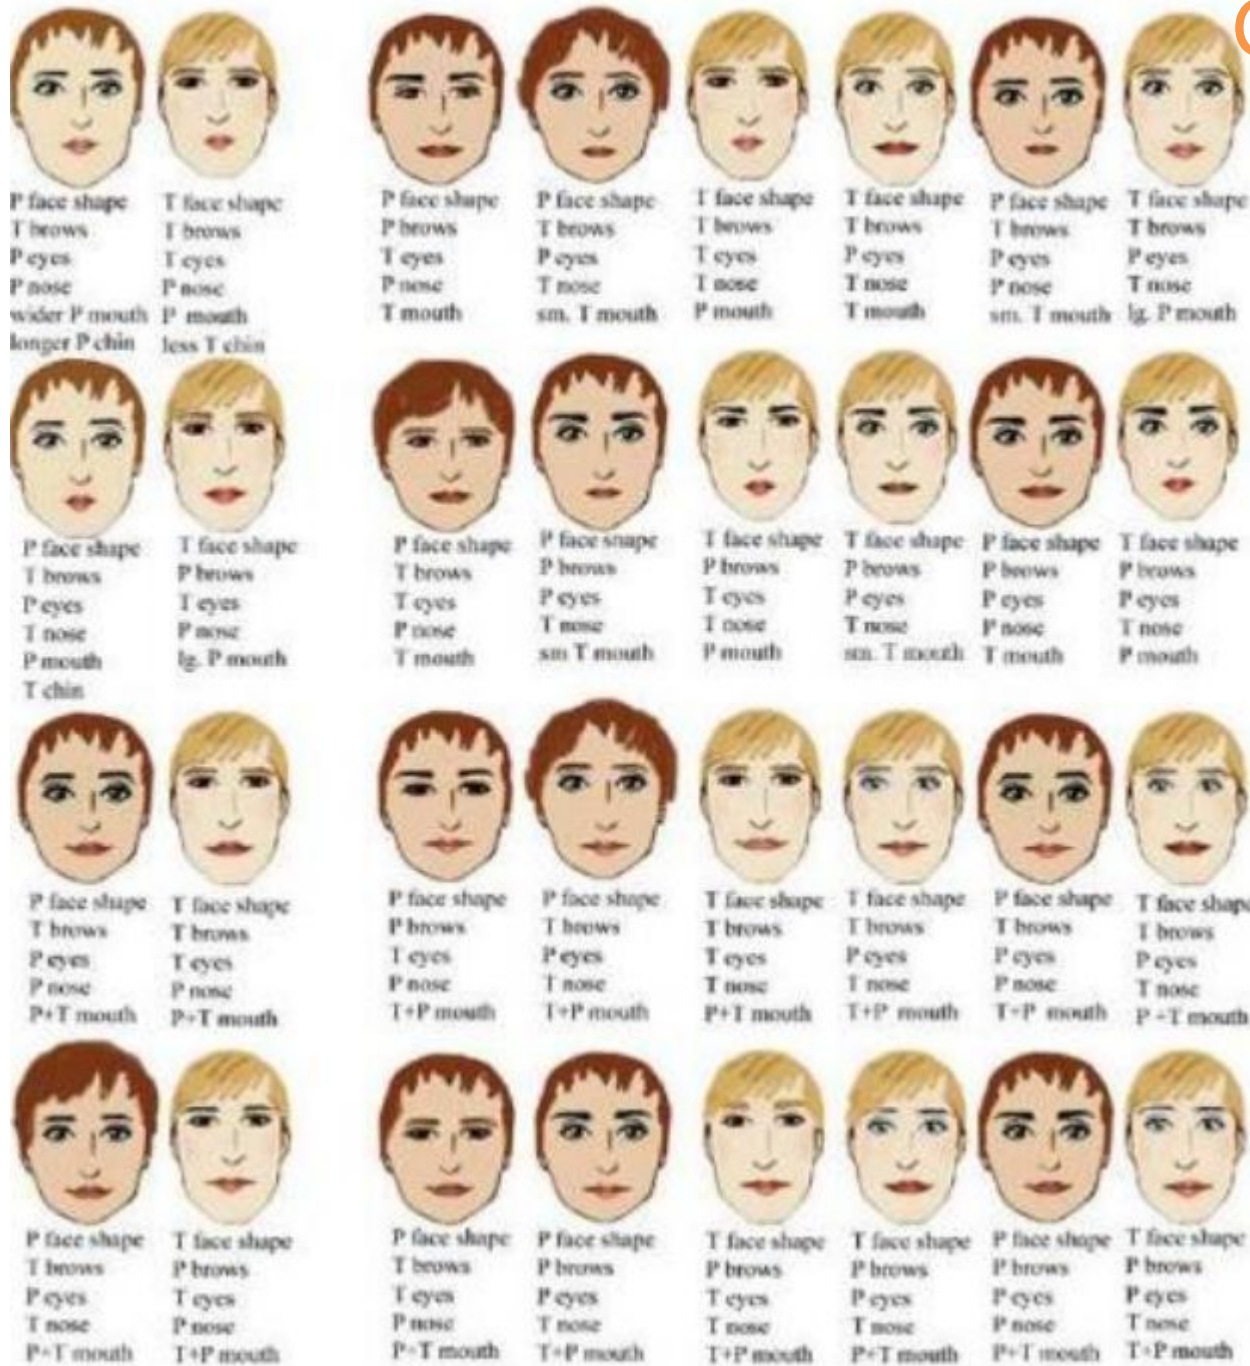 P face shape
T brows
P eyes
P nose
wider P mouth
longer P chin
T face shape
T brows
T eyes
P nose
P mouth
less T chin
P face shape
P brows
T eyes
P nose
T mouth
P face shape
T brows
P eyes
T nose
sm. T mouth
T face shape
T brows
T eyes
T nose
P mouth
T face shape
T brows
P eyes
T nose
T mouth
P face shape
T brows
P eyes
P nose
sm. T mouth
T face shape
T brows
P eyes
T nose
lg. P mouth
P face shape
T brows
P eyes
T nose
P mouth
T chin
T face shape
P brows
T eyes
P nose
lg. P mouth
P face shape
T brows
T eyes
P nose
T mouth
P face shape
P brows
P eyes
T nose
sm T mouth
T face shape
P brows
T eyes
T nose
P mouth
T face shape
P brows
P eyes
T nose
sm. T mouth
P face shape
P brows
P eyes
P nose
T mouth
T face shape
P brows
P eyes
T nose
P mouth
P face shape
T brows
P eyes
P nose
P+T mouth
T face shape
T brows
T eyes
P nose
P+T mouth
P face shape
P brows
T eyes
P nose
T+P mouth
P face shape
T brows
P eyes
T nose
T+P mouth
T face shape
T brows
T eyes
T nose
P+T mouth
T face shape
T brows
P eyes
T nose
T+P mouth
P face shape
T brows
P eyes
P nose
T+P mouth
T face shape
T brows
P eyes
T nose
P+T mouth
P face shape
T brows
P eyes
T nose
P+T mouth
T face shape
P brows
T eyes
P nose
T+P mouth
P face shape
T brows
T eyes
P nose
P+T mouth
P face shape
P brows
P eyes
T nose
T+P mouth
T face shape
P brows
T eyes
T nose
T+P mouth
T face shape
P brows
P eyes
T nose
P+T mouth
P face shape
P brows
P eyes
P nose
P+T mouth
T face shape
P brows
P eyes
T nose
T+P mouth